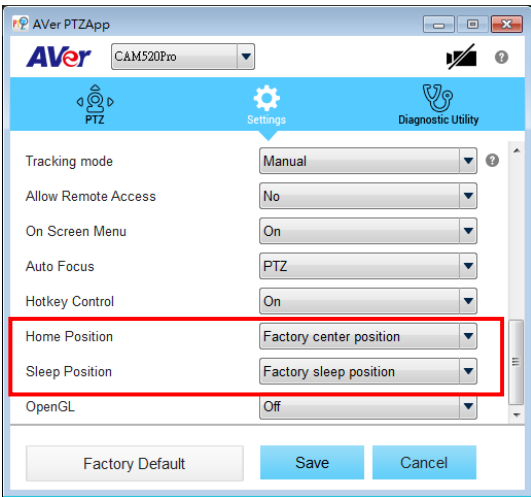 AVer PTZApp
AVer CAM520Pro ?
PTZ Settings Diagnostic Utility
Tracking mode Manual ?
Allow Remote Access No
On Screen Menu On
Auto Focus PTZ
Hotkey Control On
Home Position Factory center position
Sleep Position Factory sleep position
OpenGL Off
Factory Default Save Cancel